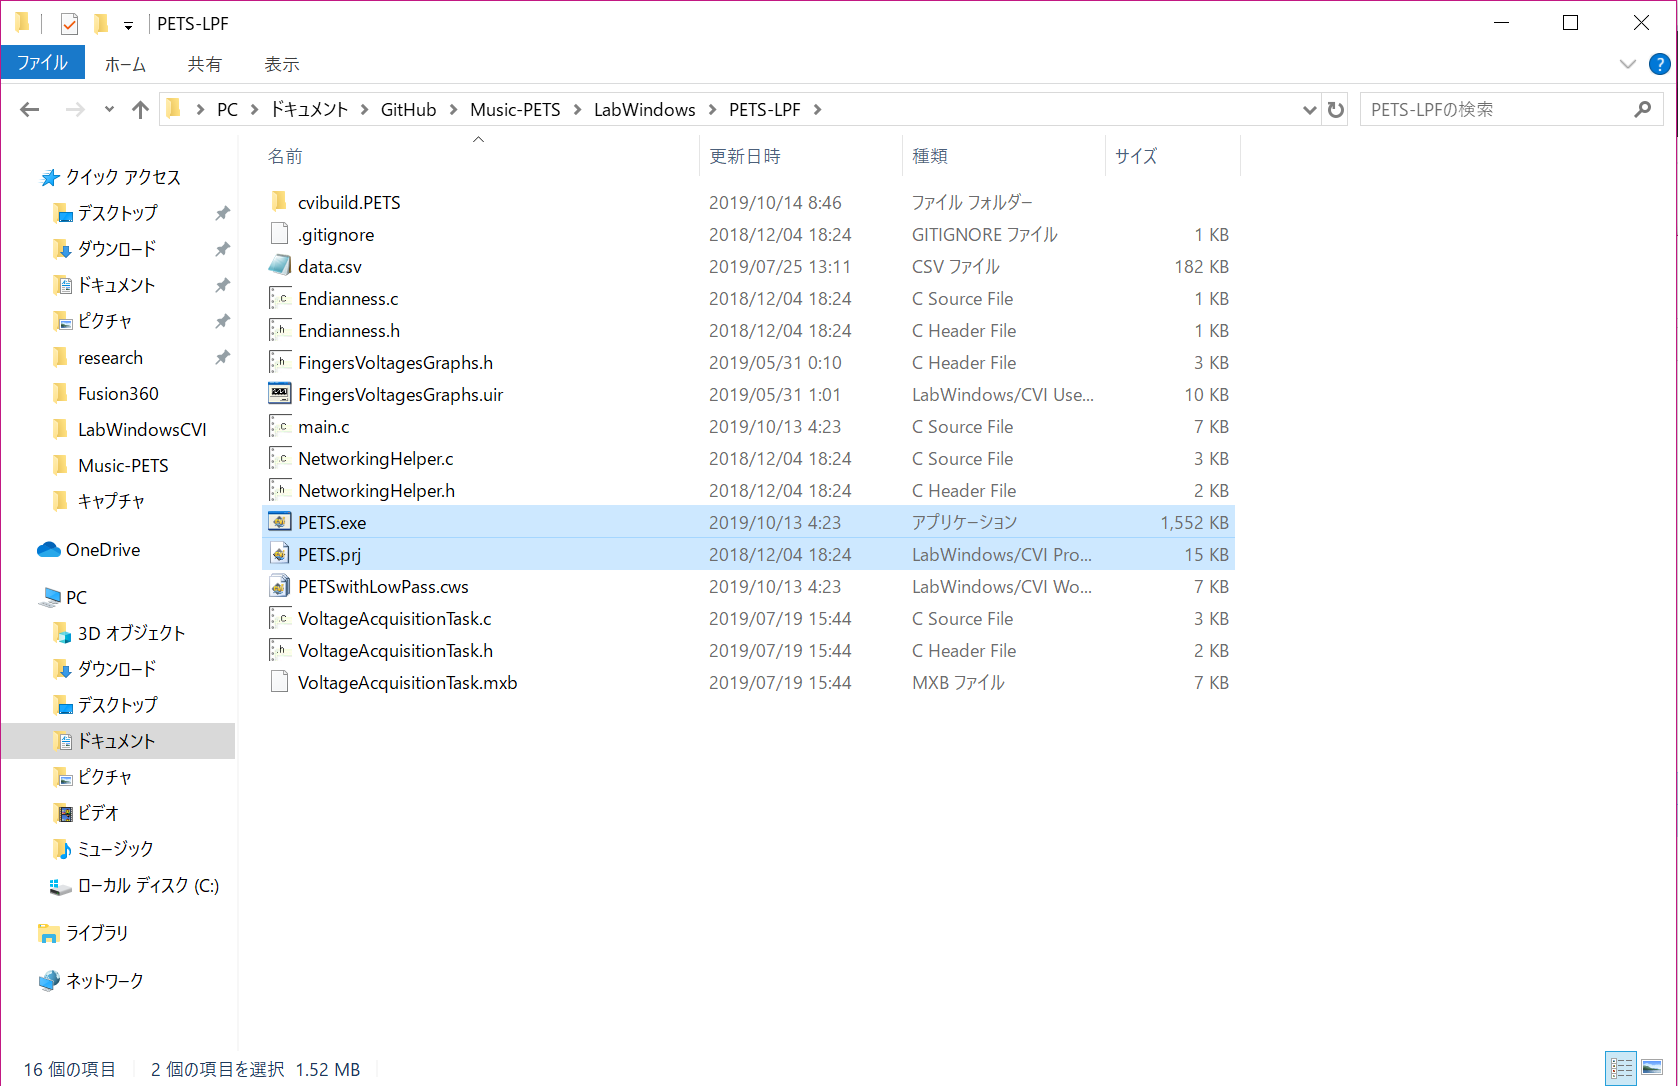 PETS-LPF
ファイル ホーム 共有 表示
PC ドキュメント GitHub Music-PETS LabWindows PETS-LPF PETS-LPFの検索
名前 更新日時 種類 サイズ
クイック アクセス
デスクトップ
ダウンロード
ドキュメント
ピクチャ
research
Fusion360
LabWindowsCVI
Music-PETS
キャプチャ
OneDrive
PC
3D オブジェクト
ダウンロード
デスクトップ
ドキュメント
ピクチャ
ビデオ
ミュージック
ローカル ディスク (C:)
ライブラリ
ネットワーク
cvibuild.PETS 2019/10/14 8:46 ファイル フォルダー
.gitignore 2018/12/04 18:24 GITIGNORE ファイル 1 KB
data.csv 2019/07/25 13:11 CSV ファイル 182 KB
Endianness.c 2018/12/04 18:24 C Source File 1 KB
Endianness.h 2018/12/04 18:24 C Header File 1 KB
FingersVoltagesGraphs.h 2019/05/31 0:10 C Header File 3 KB
FingersVoltagesGraphs.uir 2019/05/31 1:01 LabWindows/CVI Use... 10 KB
main.c 2019/10/13 4:23 C Source File 7 KB
NetworkingHelper.c 2018/12/04 18:24 C Source File 3 KB
NetworkingHelper.h 2018/12/04 18:24 C Header File 2 KB
PETS.exe 2019/10/13 4:23 アプリケーション 1,552 KB
PETS.prj 2018/12/04 18:24 LabWindows/CVI Pro... 15 KB
PETSwithLowPass.cws 2019/10/13 4:23 LabWindows/CVI Wo... 7 KB
VoltageAcquisitionTask.c 2019/07/19 15:44 C Source File 3 KB
VoltageAcquisitionTask.h 2019/07/19 15:44 C Header File 2 KB
VoltageAcquisitionTask.mxb 2019/07/19 15:44 MXB ファイル 7 KB
16 個の項目 2 個の項目を選択 1.52 MB